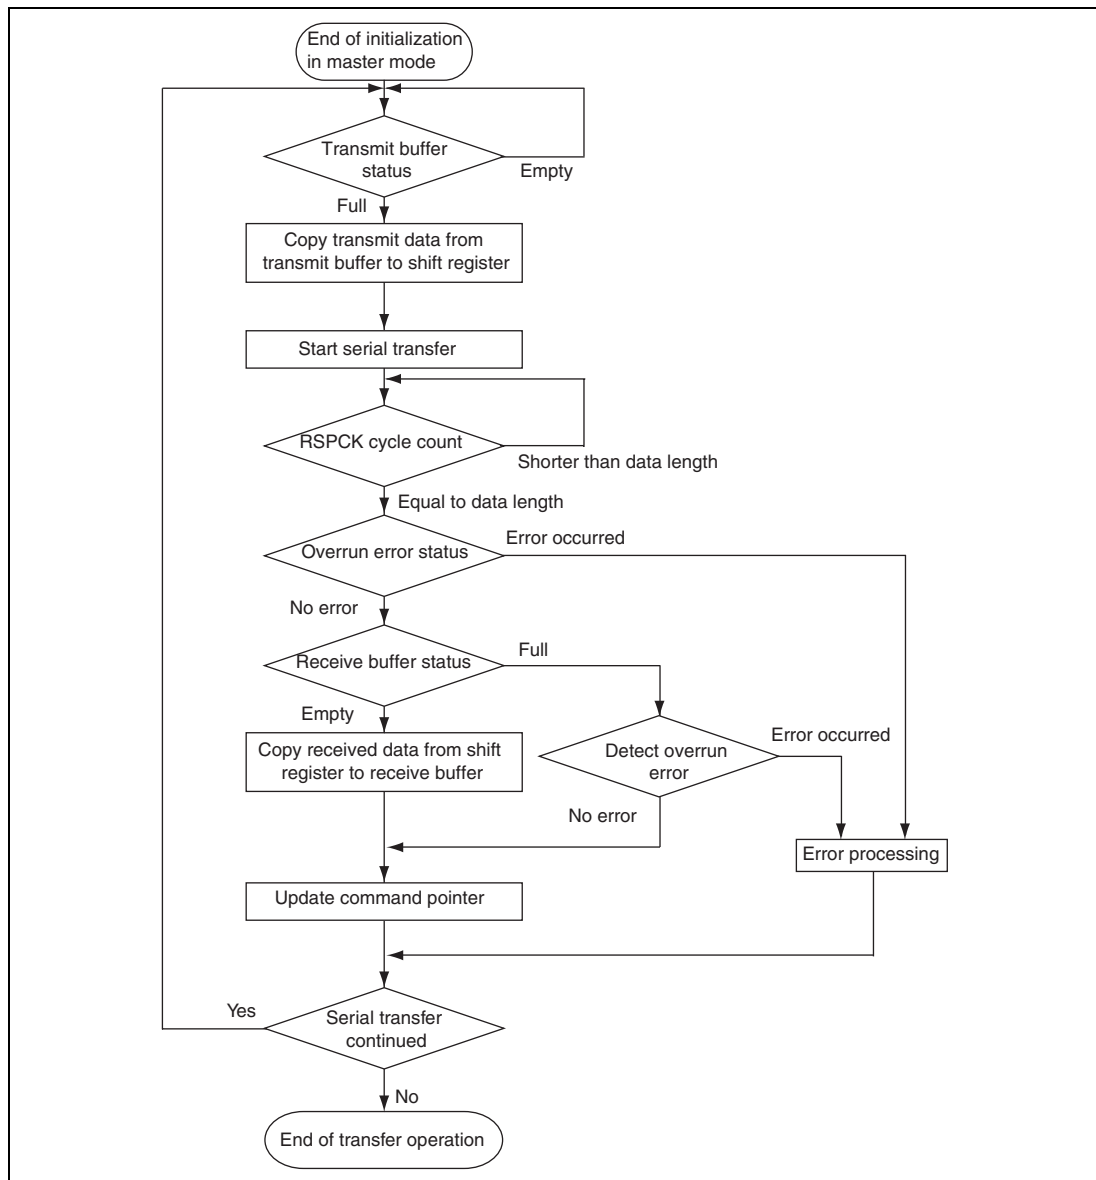 End of initialization
in master mode
Transmit buffer
status
Empty
Full
Copy transmit data from
transmit buffer to shift register
Start serial transfer
RSPCK cycle count
Shorter than data length
Equal to data length
Overrun error status
Error occurred
No error
Receive buffer status
Full
Empty
Copy received data from shift
register to receive buffer
Detect overrun
error
Error occurred
No error
Error processing
Update command pointer
Serial transfer
continued
Yes
No
End of transfer operation